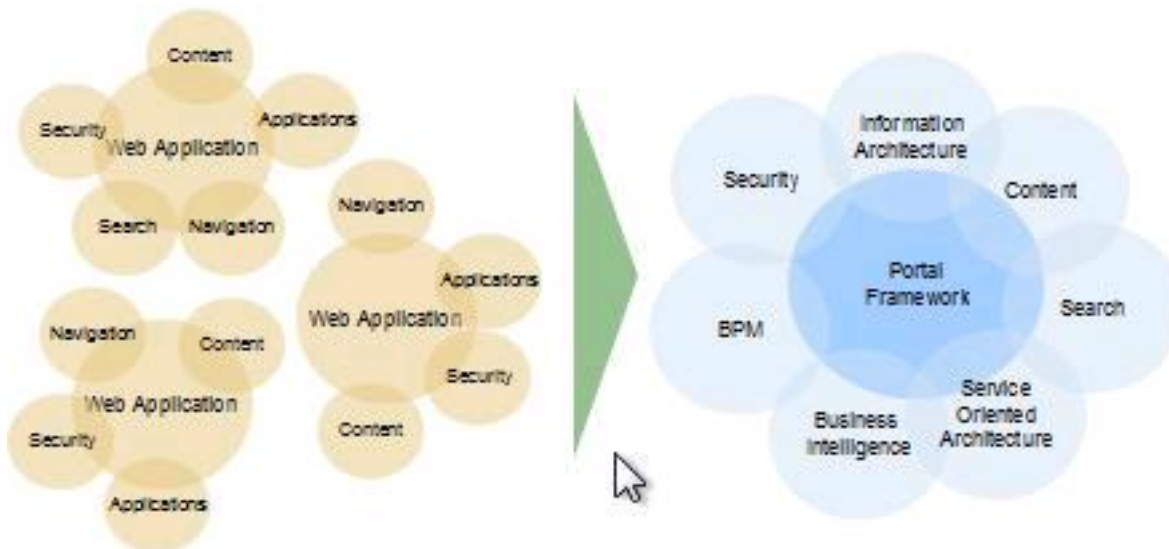 Content
Security
Applications
Web Application
Search
Navigation
Navigation
Applications
Web Application
Security
Content
Navigation
Content
Web Application
Security
Applications
Information
Architecture
Security
Content
Portal
Framework
BPM
Search
Business
Intelligence
Service
Oriented
Architecture